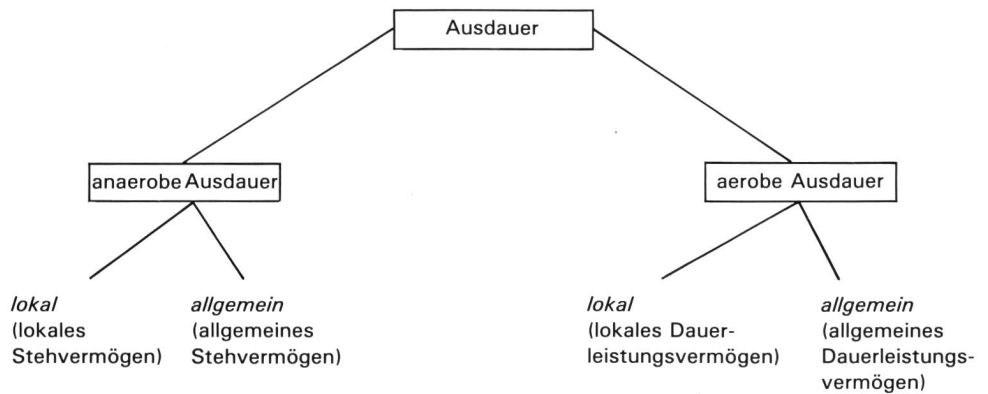 Ausdauer
anaerobe Ausdauer
aerobe Ausdauer
lokal
(lokales
Stehvermögen)
allgemein
(allgemeines
Stehvermögen)
lokal
(lokales Dauer-
leistungsvermögen)
allgemein
(allgemeines
Dauerleistungs-
vermögen)